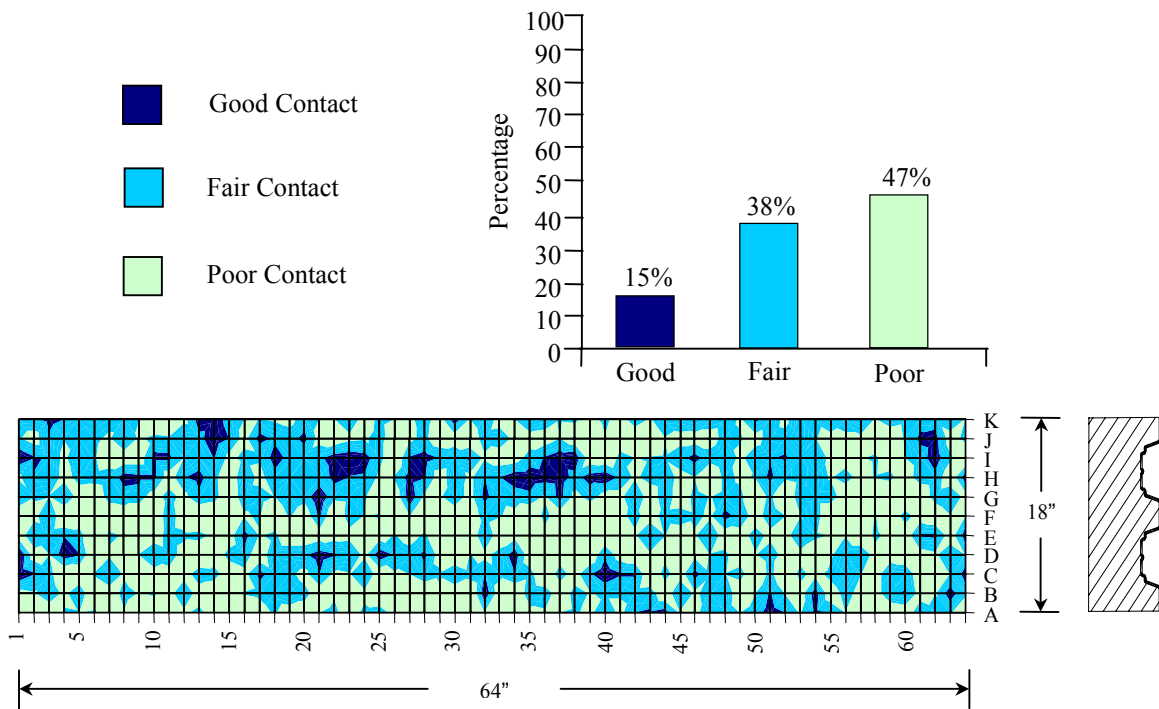 Good Contact
Fair Contact
Poor Contact
Percentage
100
90
80
70
60
50
40
30
20
10
0
15%
38%
47%
Good Fair Poor
K
J
I
H
G
F
E
D
C
B
A
1 5 10 15 20 25 30 35 40 45 50 55 60
64”
18”